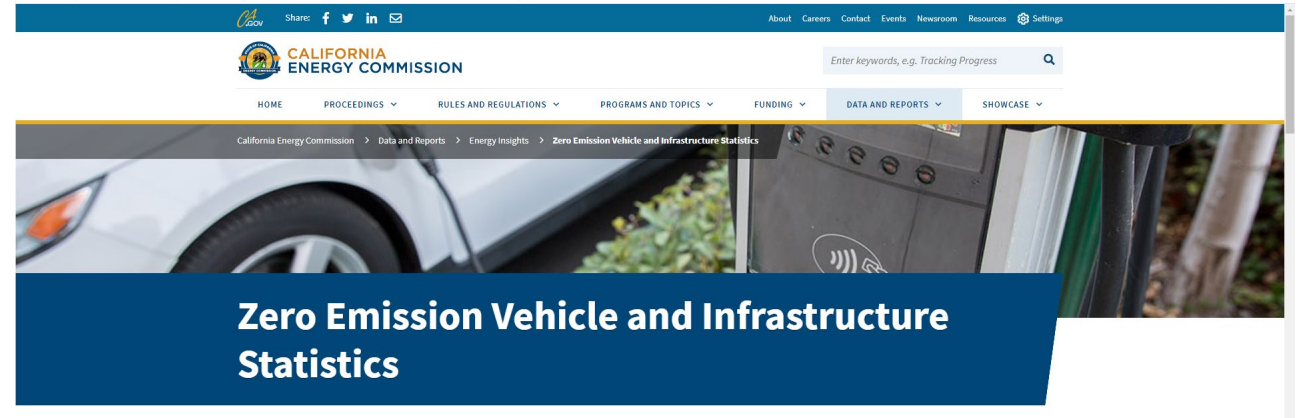 CA.GOV Share: About Careers Contact Events Newsroom Resources Settings
CALIFORNIA
ENERGY COMMISSION
Enter keywords, e.g. Tracking Progress
HOME PROCEEDINGS RULES AND REGULATIONS PROGRAMS AND TOPICS FUNDING DATA AND REPORTS SHOWCASE
California Energy Commission > Data and Reports > Energy Insights > Zero Emission Vehicle and Infrastructure Statistics
Zero Emission Vehicle and Infrastructure
Statistics